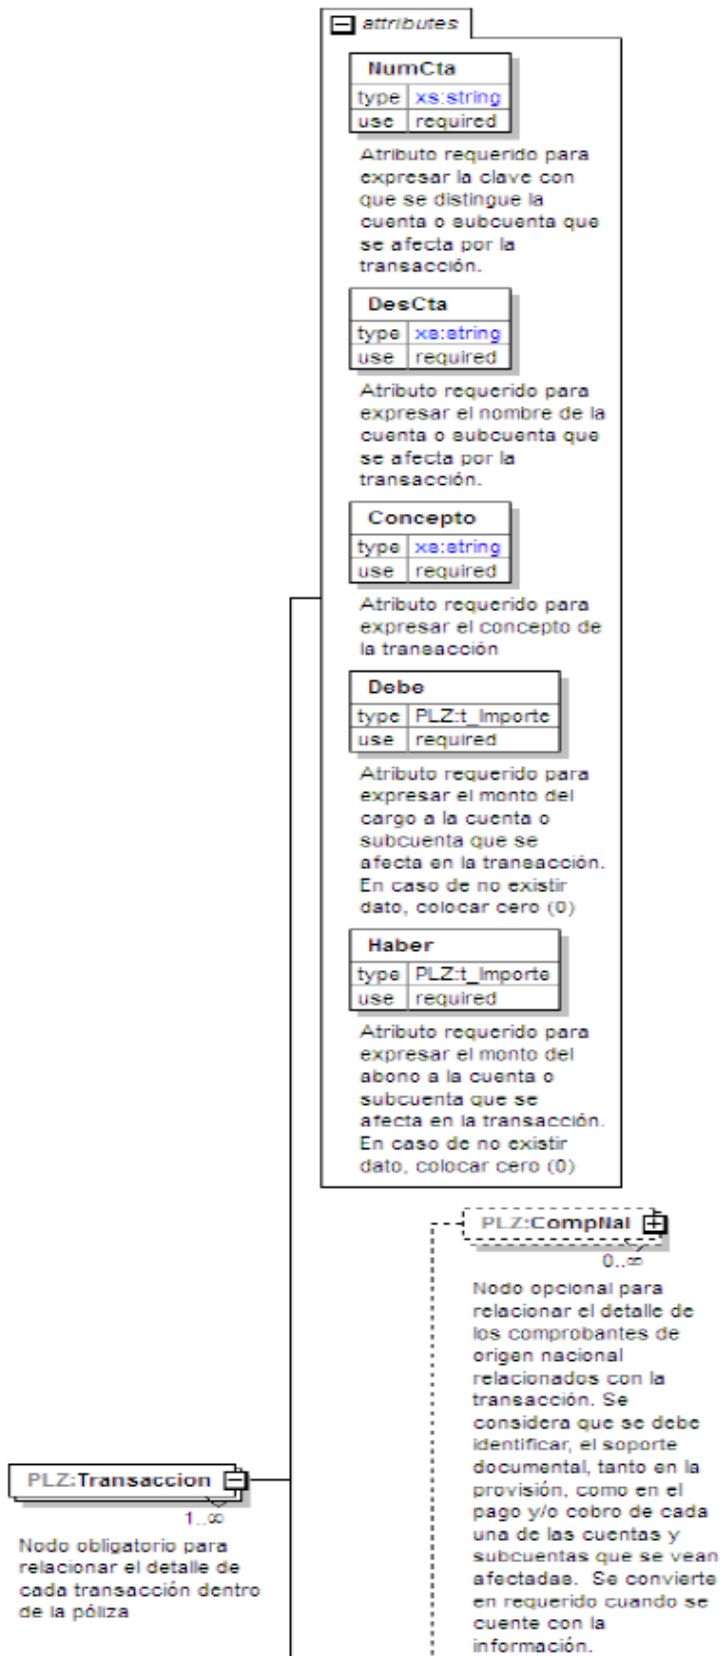 attributes
NumCta
type xs:string
use required
Atributo requerido para
expresar la clave con
que se distingue la
cuenta o subcuenta que
se afecta por la
transacción.
DesCta
type xs:string
use required
Atributo requerido para
expresar el nombre de la
cuenta o subcuenta que
se afecta por la
transacción.
Concepto
type xs:string
use required
Atributo requerido para
expresar el concepto de
la transacción
Debe
type PLZ:t_Importe
use required
Atributo requerido para
expresar el monto del
cargo a la cuenta o
subcuenta que se
afecta en la transacción.
En caso de no existir
dato, colocar cero (0)
Haber
type PLZ:t_Importe
use required
Atributo requerido para
expresar el monto del
abono a la cuenta o
subcuenta que se
afecta en la transacción.
En caso de no existir
dato, colocar cero (0)
PLZ:CompNal
0..∞
Nodo opcional para
relacionar el detalle de
los comprobantes de
origen nacional
relacionados con la
transacción. Se
considera que se debe
identificar, el soporte
documental, tanto en la
provisión, como en el
pago y/o cobro de cada
una de las cuentas y
subcuentas que se vean
afectadas. Se convierte
en requerido cuando se
cuente con la
información.
PLZ:Transaccion
1..∞
Nodo obligatorio para
relacionar el detalle de
cada transacción dentro
de la póliza